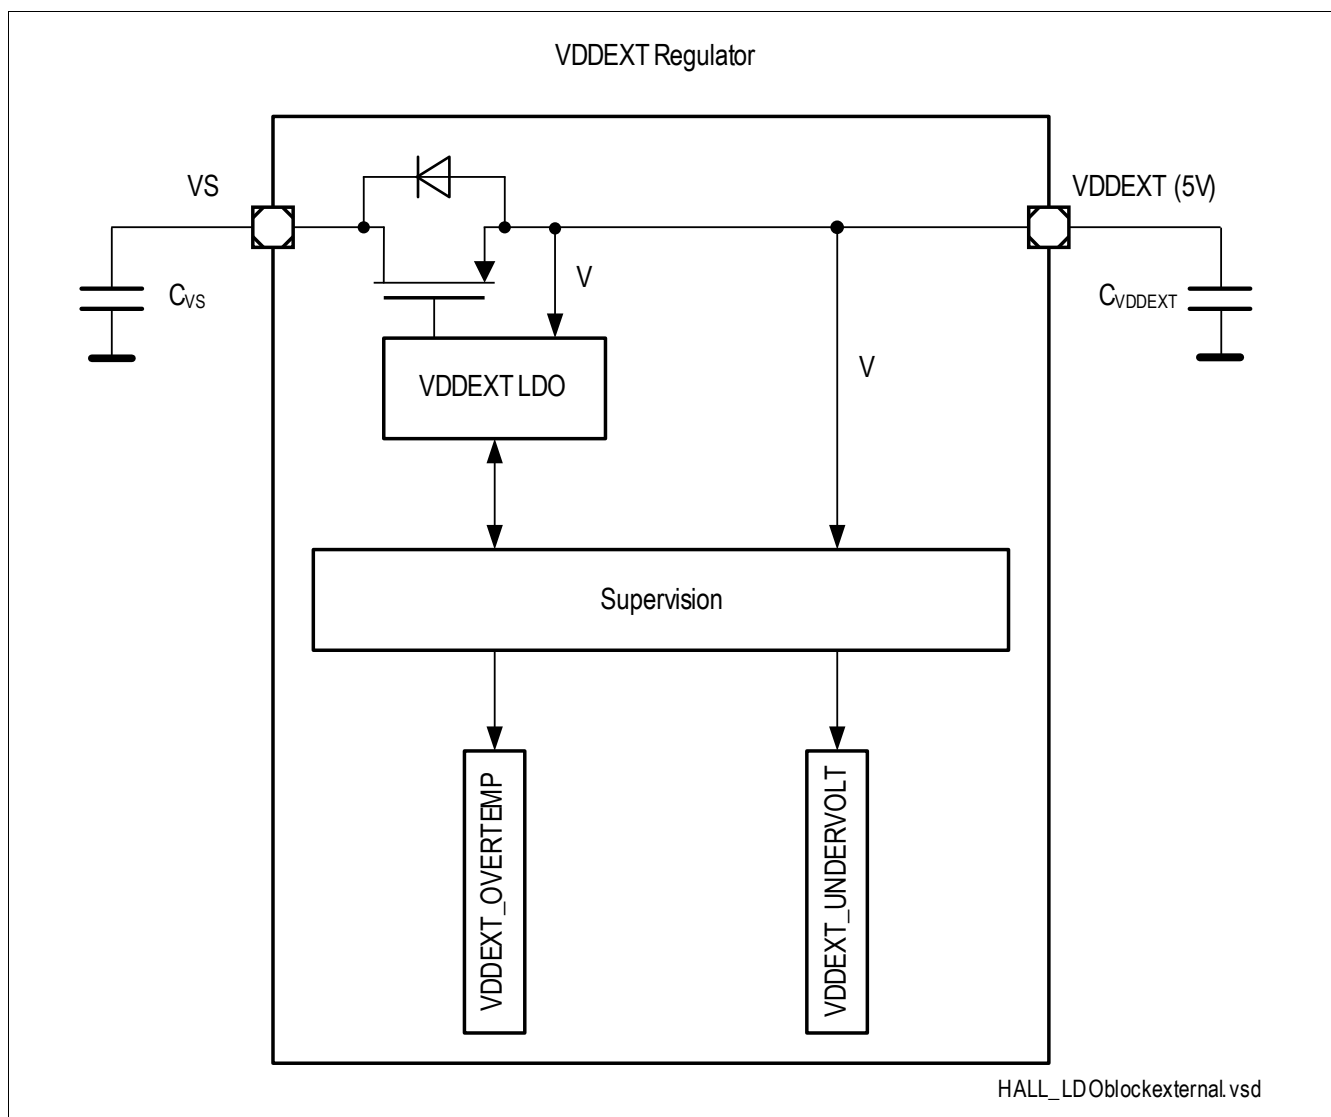 VDDEXT Regulator
VS
VDDEXT (5V)
V
CVS
CVDDEXT
V
VDDEXT LDO
Supervision
VDDEXT_OVERTEMP
VDDEXT_UNDERVOLT
HALL_LDOblockexternal.vsd